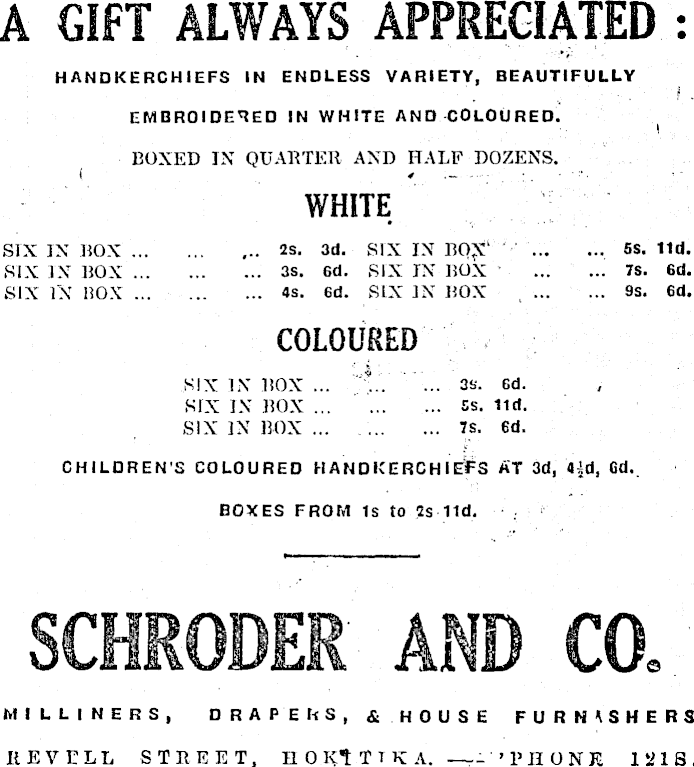 A GIFT ALWAYS APPRECIATED :
HANDKERCHIEFS IN ENDLESS VARIETY, BEAUTIFULLY
EMBROIDERED IN WHITE AND COLOURED.
BOXED IN QUARTER AND HALF DOZENS.
WHITE
SIX IN BOX ... ... ... 2s. 3d. SIX IN BOX ... ... 5s. 11d.
SIX IN BOX ... ... ... 3s. 6d. SIX IN BOX ... ... 7s. 6d.
SIX IN BOX ... ... ... 4s. 6d. SIX IN BOX ... ... 9s. 6d.
COLOURED
SIX IN BOX ... ... ... 3s. 6d.
SIX IN BOX ... ... ... 5s. 11d.
SIX IN BOX ... ... ... 7s. 6d.
CHILDREN'S COLOURED HANDKERCHIEFS AT 3d, 4½d, 6d.
BOXES FROM 1s to 2s 11d.
SCHRODER AND CO.
MILLINERS, DRAPERS, & HOUSE FURNISHERS
REVELL STREET, HOKITIKA. —— 'PHONE 121S.